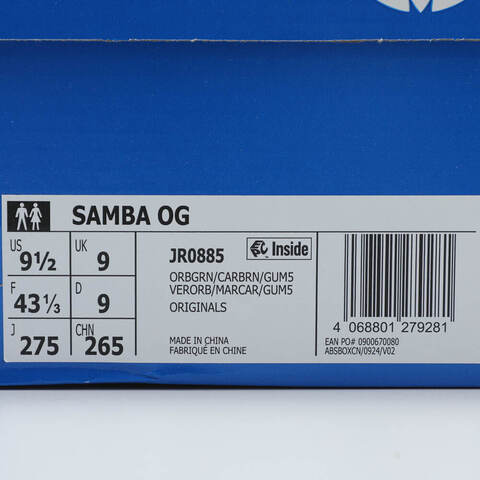 SAMBA OG
US 9½ UK 9
F 43⅓ D 9
J 275 CHN 265
JR0885 Inside
ORBGRN/CARBRN/GUM5
VERORB/MARCAR/GUM5
ORIGINALS
MADE IN CHINA
FABRIQUÉ EN CHINE
4 068801 279281
EAN PO# 0900670080
ABSBOXCN/0924/V02